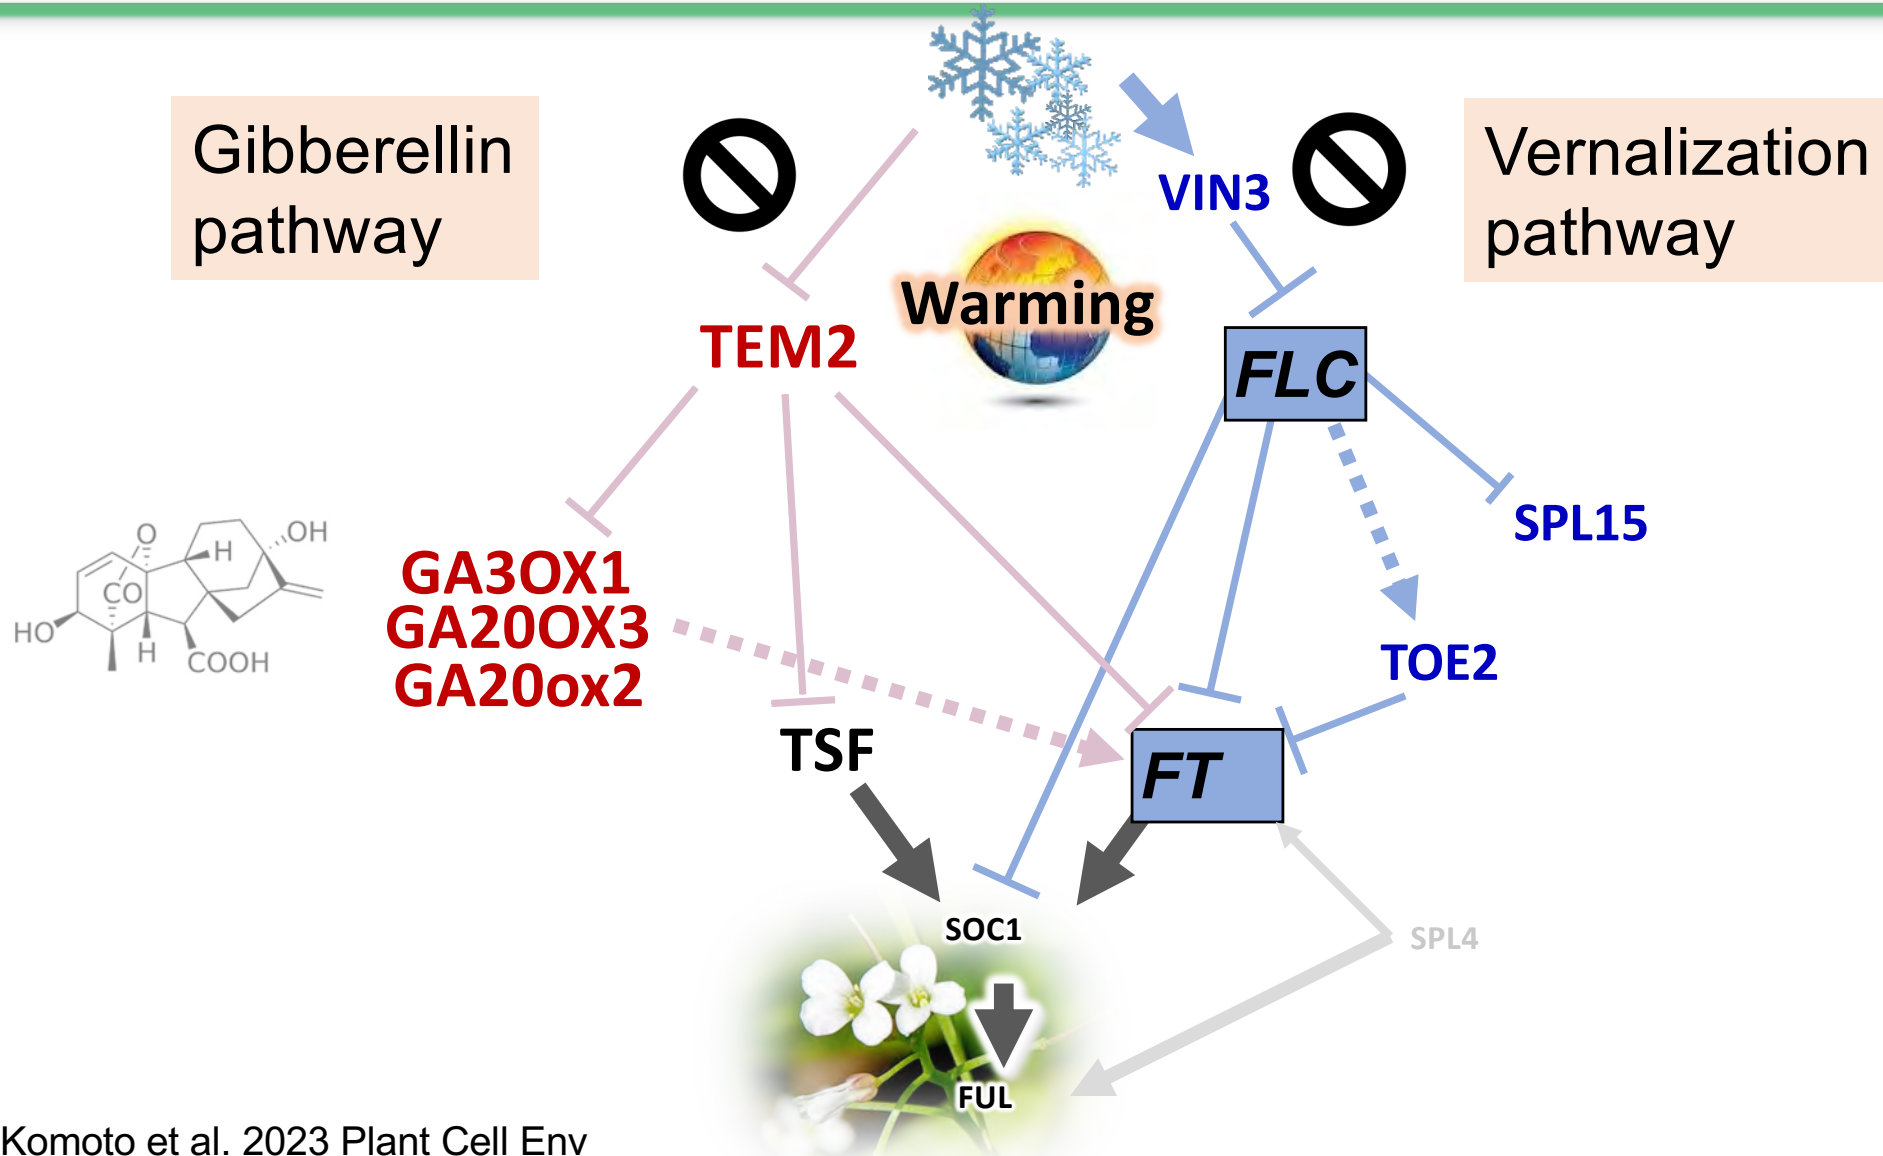 Gibberellin
pathway
Vernalization
pathway
VIN3
Warming
TEM2
FLC
SPL15
O
OH
H
CO
HO
H
COOH
GA3OX1
GA20OX3
GA20ox2
TOE2
TSF
FT
SOC1
SPL4
FUL
Komoto et al. 2023 Plant Cell Env